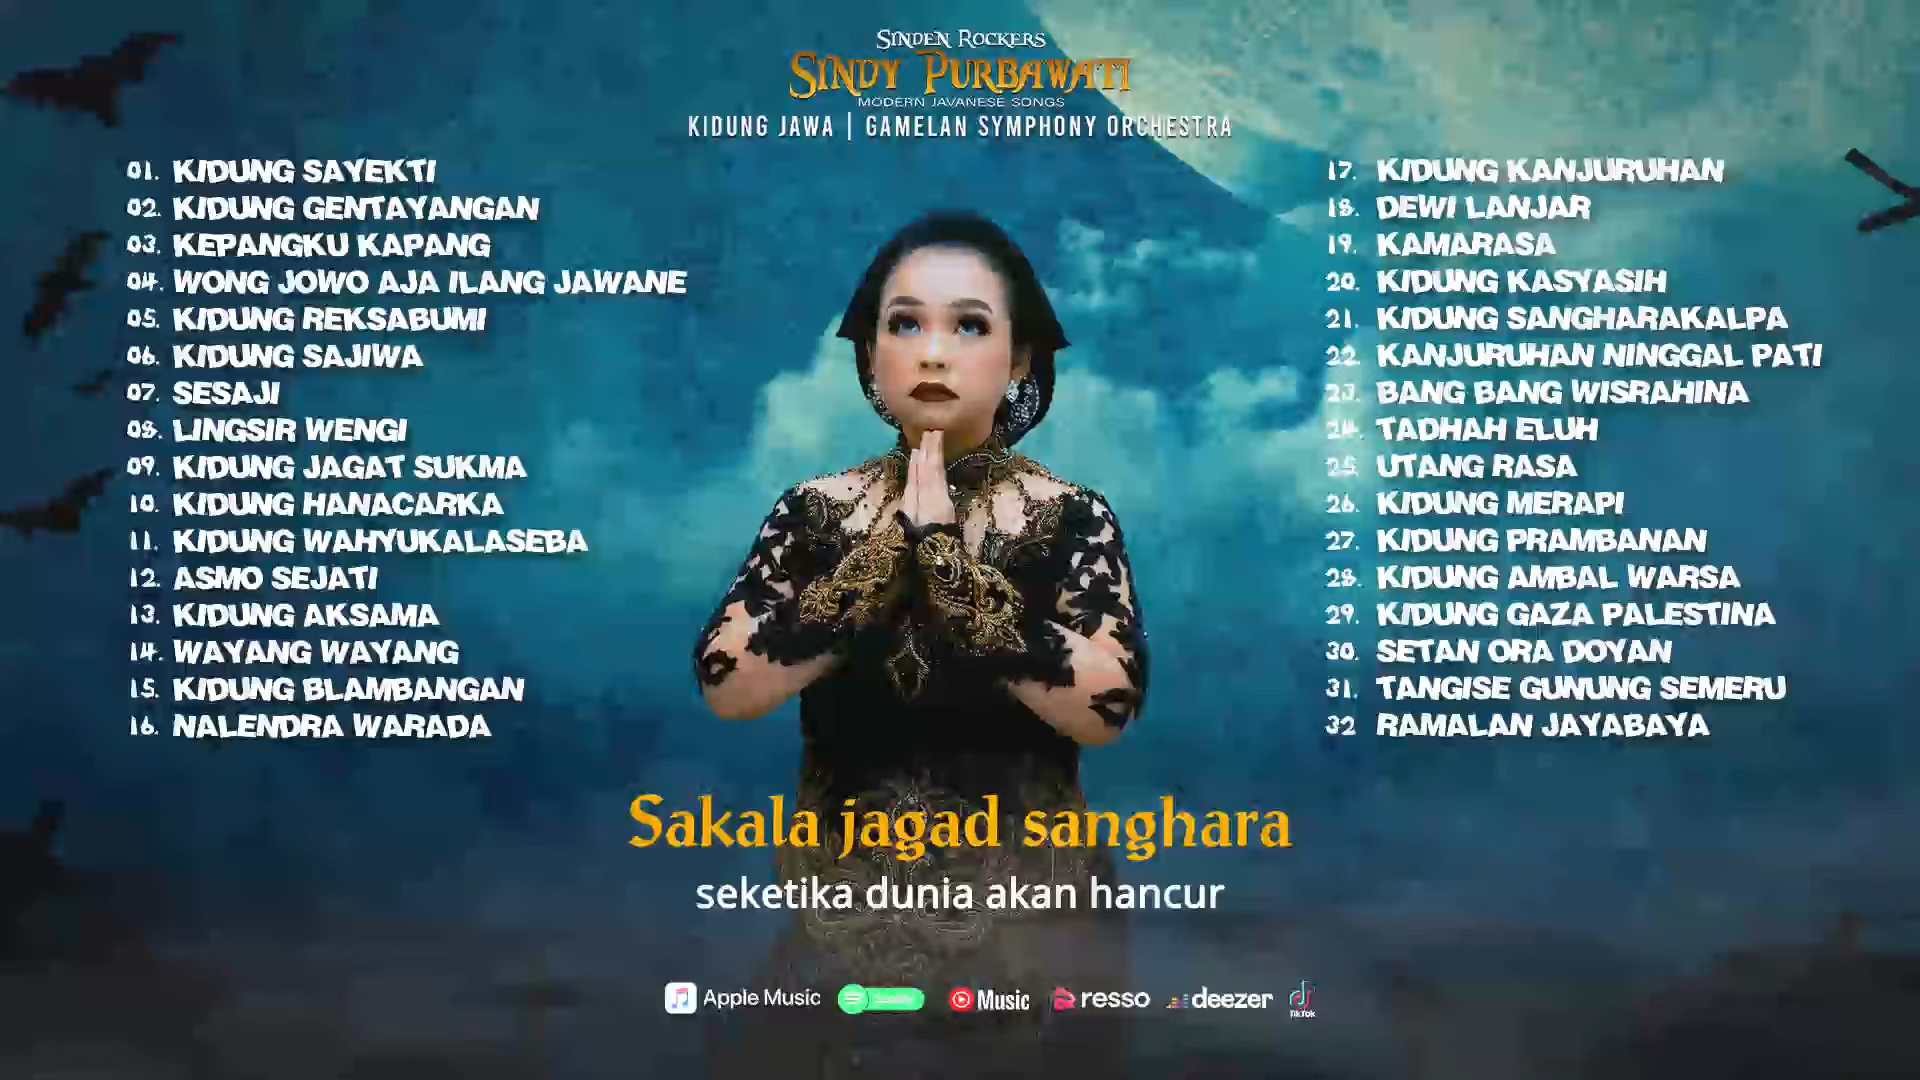 SINDEN ROCKERS
SINDY PURBAWATI
MODERN JAVANESE SONGS
KIDUNG JAWA | GAMELAN SYMPHONY ORCHESTRA
01. KIDUNG SAYEKTI
02. KIDUNG GENTAYANGAN
03. KEPANGKU KAPANG
04. WONG JOWO AJA ILANG JAWANE
05. KIDUNG REKSABUMI
06. KIDUNG SAJIWA
07. SESAJI
08. LINGSIR WENGI
09. KIDUNG JAGAT SUKMA
10. KIDUNG HANACARKA
11. KIDUNG WAHYUKALASEBA
12. ASMO SEJATI
13. KIDUNG AKSAMA
14. WAYANG WAYANG
15. KIDUNG BLAMBANGAN
16. NALENDRA WARADA
17. KIDUNG KANJURUHAN
18. DEWI LANJAR
19. KAMARASA
20. KIDUNG KASYASIH
21. KIDUNG SANGHARAKALPA
22. KANJURUHAN NINGGAL PATI
23. BANG BANG WISRAHINA
24. TADHAH ELUH
25. UTANG RASA
26. KIDUNG MERAPI
27. KIDUNG PRAMBANAN
28. KIDUNG AMBAL WARSA
29. KIDUNG GAZA PALESTINA
30. SETAN ORA DOYAN
31. TANGISE GUNUNG SEMERU
32 RAMALAN JAYABAYA
Sakala jagad sanghara
seketika dunia akan hancur
Apple Music Spotify Music resso deezer TikTok